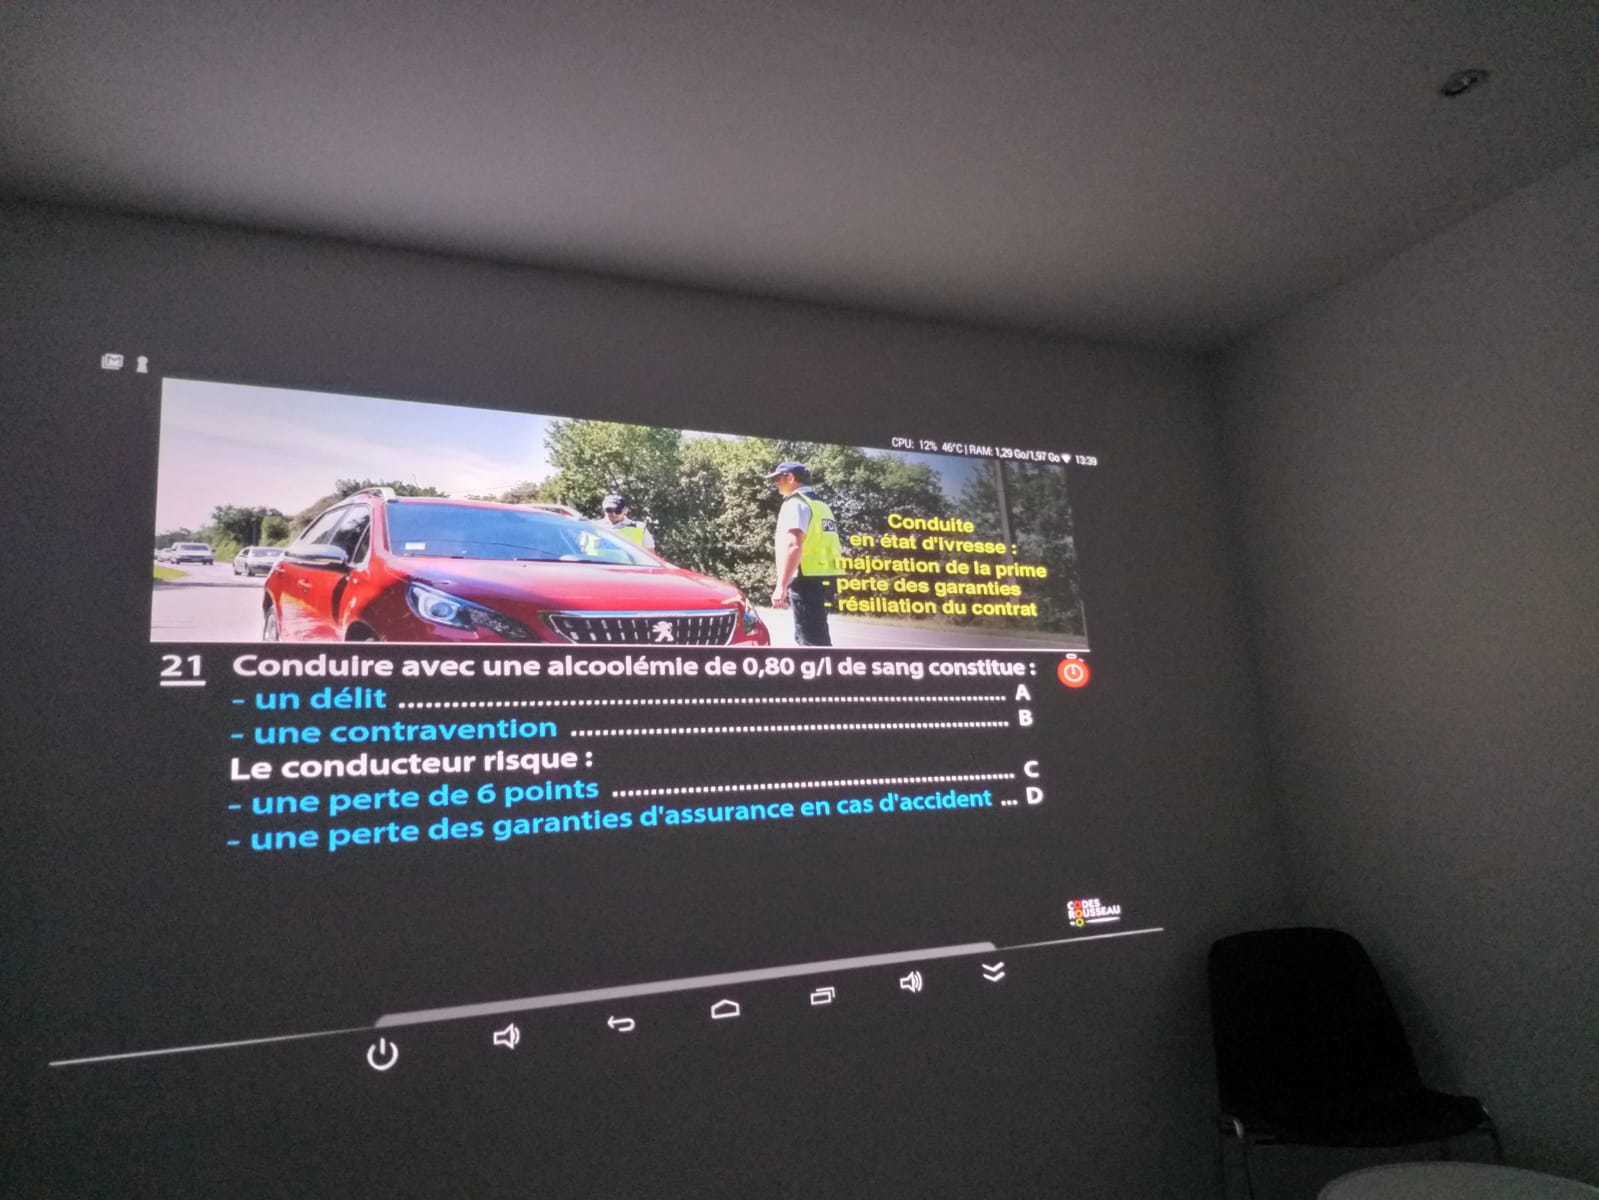 CPU: 12% 46°C | RAM: 1,29 Go/1,97 Go 13:39
POL
Conduite
en état d'ivresse :
- majoration de la prime
- perte des garanties
- résiliation du contrat
21 Conduire avec une alcoolémie de 0,80 g/l de sang constitue :
- un délit ........ A
- une contravention ........ B
Le conducteur risque :
- une perte de 6 points ........ C
- une perte des garanties d'assurance en cas d'accident ... D
CODES
ROUSSEAU